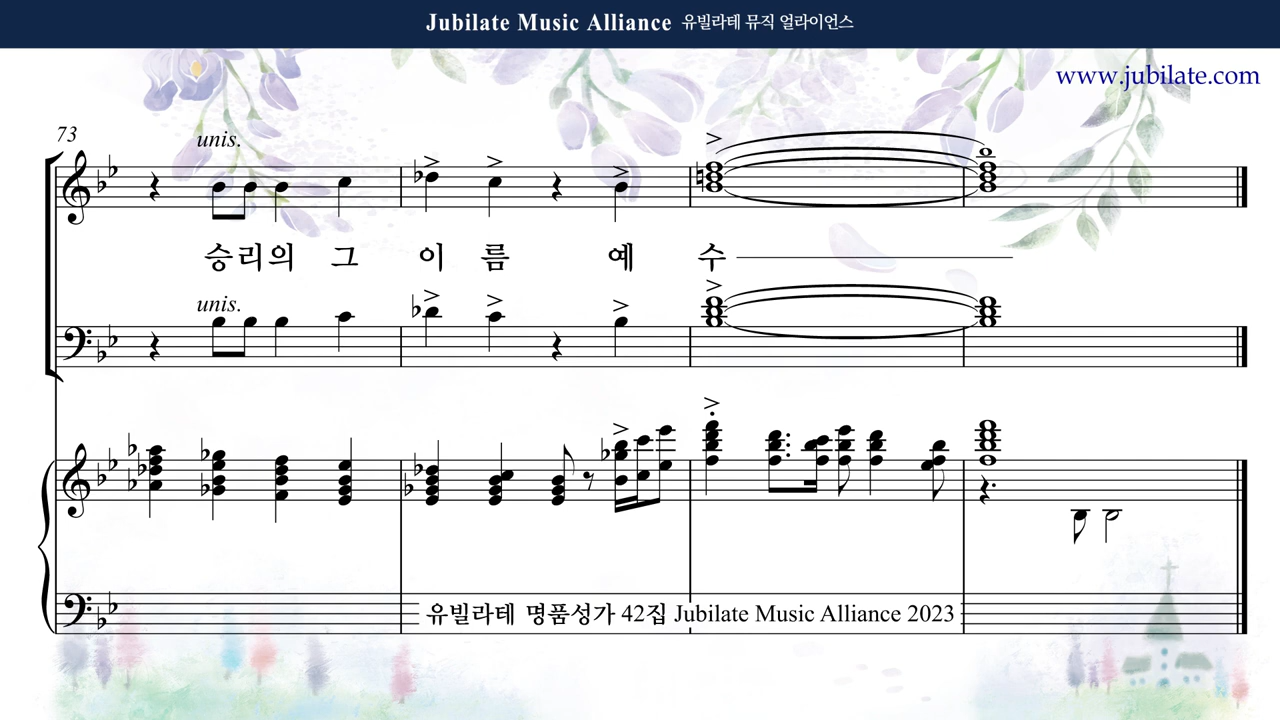 Jubilate Music Alliance 유빌라테 뮤직 얼라이언스
www.jubilate.com
73
unis.
승리의 그 이 름 예 수
unis.
유빌라테 명품성가 42집 Jubilate Music Alliance 2023